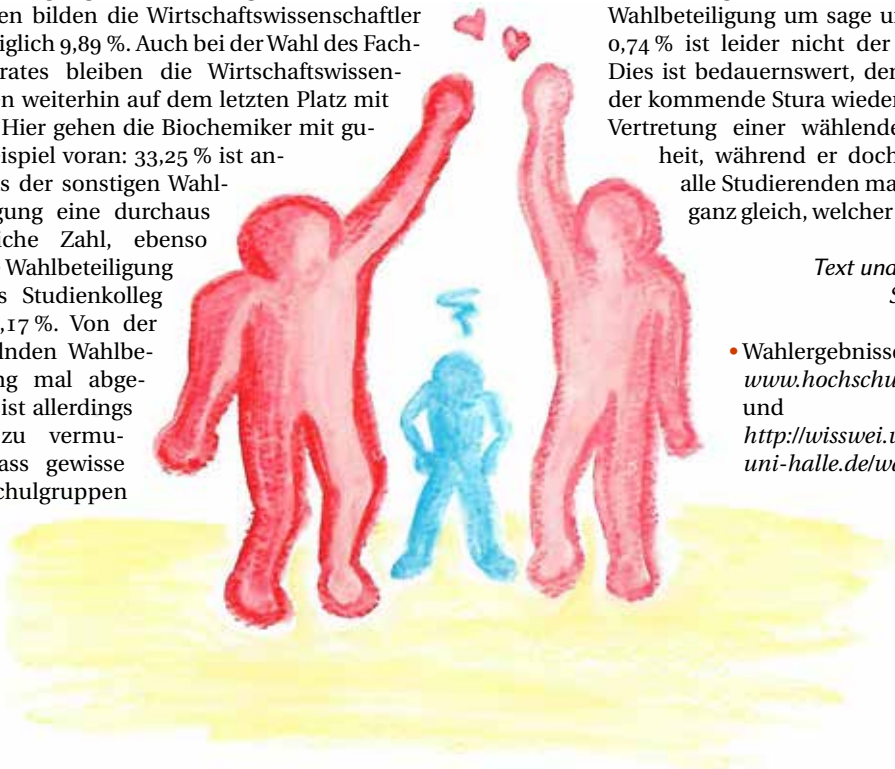 en bilden die Wirtschaftswissenschaftler
iglich 9,89 %. Auch bei der Wahl des Fach-
rates bleiben die Wirtschaftswissen-
n weiterhin auf dem letzten Platz mit
Hier gehen die Biochemiker mit gu-
ispiel voran: 33,25 % ist an-
s der sonstigen Wahl-
gung eine durchaus
iche Zahl, ebenso
Wahlbeteiligung
s Studienkolleg
,17 %. Von der
lnden Wahlbe-
ng mal abge-
ist allerdings
zu vermu-
ass gewisse
chulgruppen
Wahlbeteiligung um sage u
0,74 % ist leider nicht der
Dies ist bedauernswert, der
der kommende Stura wieder
Vertretung einer wählende
heit, während er doch
alle Studierenden ma
ganz gleich, welcher
Text und
S
• Wahlergebnisse
www.hochschu
und
http://wisswei.u
uni-halle.de/we